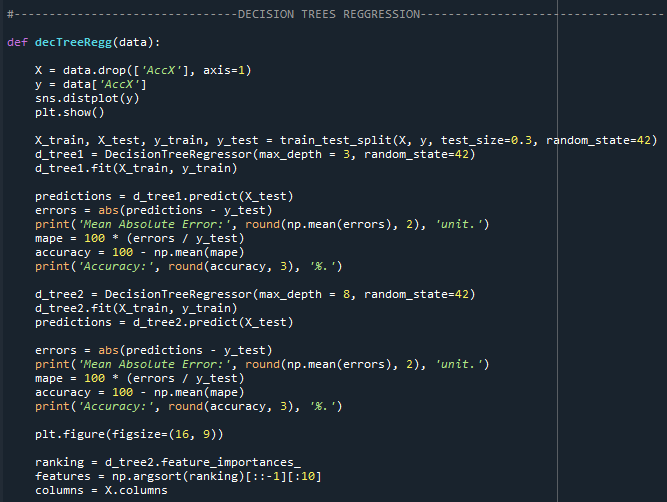 #--------------------------------DECISION TREES REGGRESSION-----------------------------------
def decTreeRegg(data):
    X = data.drop(['AccX'], axis=1)
    y = data['AccX']
    sns.distplot(y)
    plt.show()
    X_train, X_test, y_train, y_test = train_test_split(X, y, test_size=0.3, random_state=42)
    d_tree1 = DecisionTreeRegressor(max_depth = 3, random_state=42)
    d_tree1.fit(X_train, y_train)
    predictions = d_tree1.predict(X_test)
    errors = abs(predictions - y_test)
    print('Mean Absolute Error:', round(np.mean(errors), 2), 'unit.')
    mape = 100 * (errors / y_test)
    accuracy = 100 - np.mean(mape)
    print('Accuracy:', round(accuracy, 3), '%.')
    d_tree2 = DecisionTreeRegressor(max_depth = 8, random_state=42)
    d_tree2.fit(X_train, y_train)
    predictions = d_tree2.predict(X_test)
    errors = abs(predictions - y_test)
    print('Mean Absolute Error:', round(np.mean(errors), 2), 'unit.')
    mape = 100 * (errors / y_test)
    accuracy = 100 - np.mean(mape)
    print('Accuracy:', round(accuracy, 3), '%.')
    plt.figure(figsize=(16, 9))
    ranking = d_tree2.feature_importances_
    features = np.argsort(ranking)[::-1][:10]
    columns = X.columns